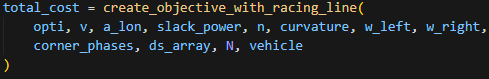 total_cost = create_objective_with_racing_line(
    opti, v, a_lon, slack_power, n, curvature, w_left, w_right,
    corner_phases, ds_array, N, vehicle
)